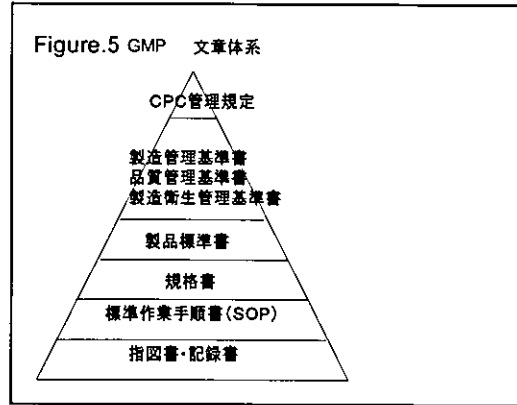 Figure.5 GMP 文章体系
CPC管理規定
製造管理基準書
品質管理基準書
製造衛生管理基準書
製品標準書
規格書
標準作業手順書(SOP)
指図書・記録書